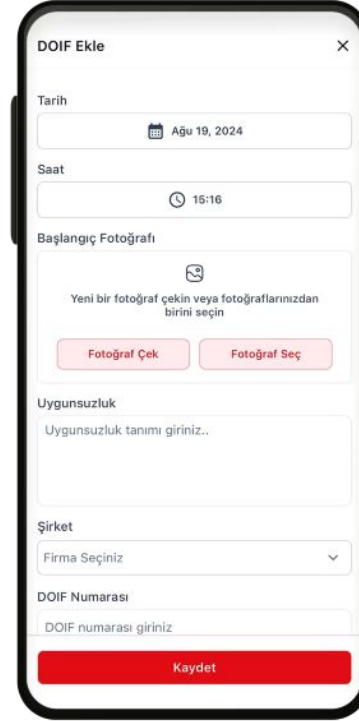 DOIF Ekle
Tarih
Ağu 19, 2024
Saat
15:16
Başlangıç Fotoğrafı
Yeni bir fotoğraf çekin veya fotoğraflarınızdan
birini seçin
Fotoğraf Çek
Fotoğraf Seç
Uygunsuzluk
Uygunsuzluk tanımı giriniz..
Şirket
Firma Seçiniz
DOIF Numarası
DOIF numarası giriniz
Kaydet